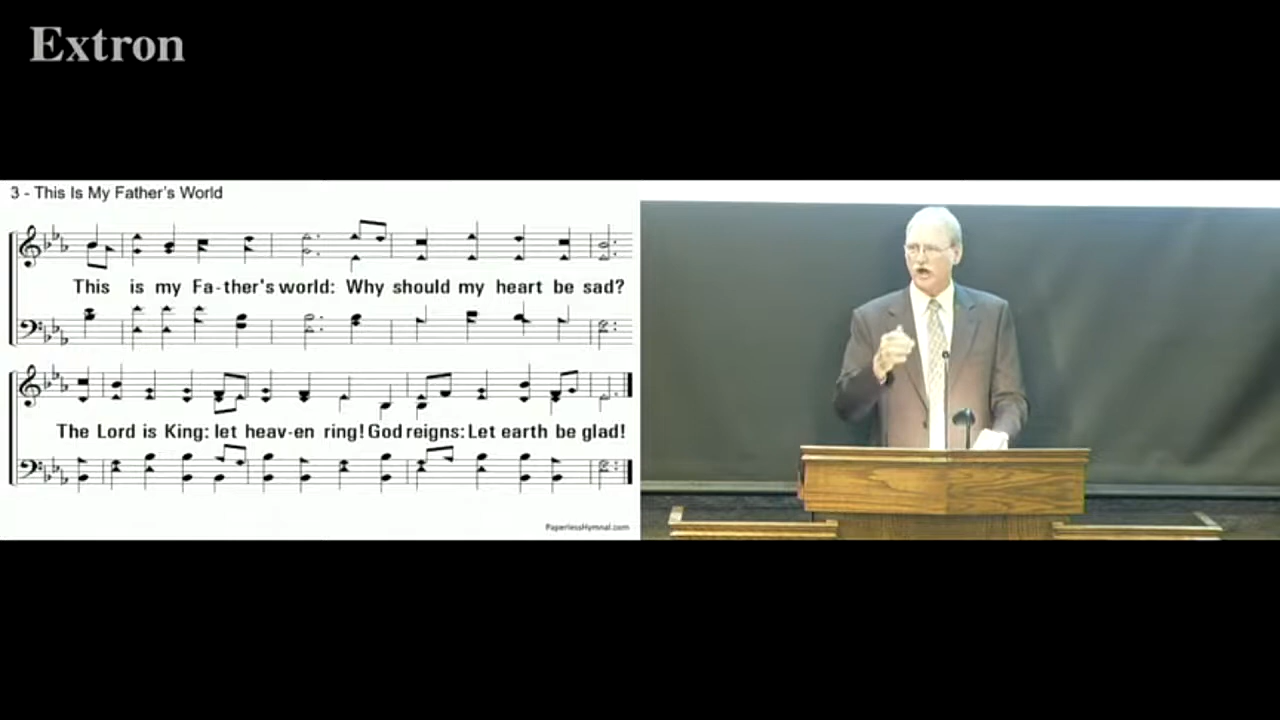 Extron
3 - This Is My Father's World
This is my Fa-ther's world: Why should my heart be sad?
The Lord is King: let heav-en ring! God reigns: Let earth be glad!
PaperlessHymnal.com